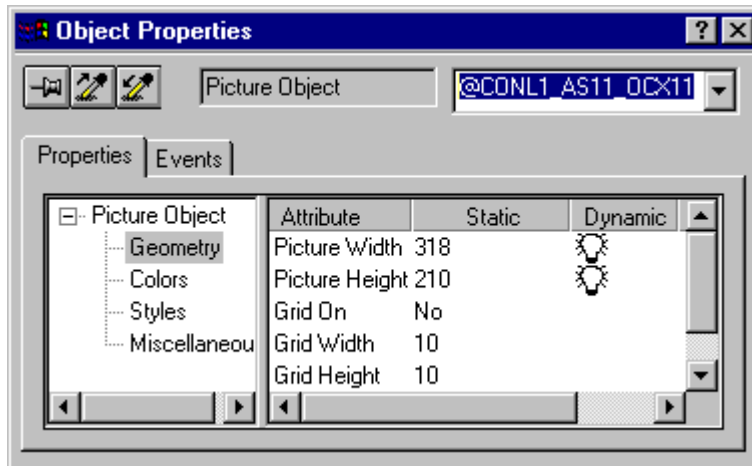 Object Properties
Picture Object
@CONL1_AS11_OCX11
Properties
Events
Picture Object
Geometry
Colors
Styles
Miscellaneou
Attribute Static Dynamic
Picture Width 318
Picture Height 210
Grid On No
Grid Width 10
Grid Height 10